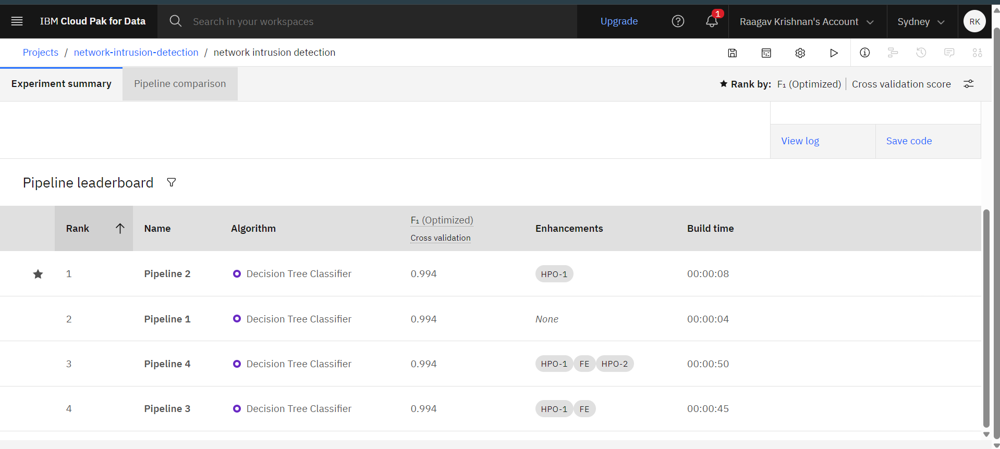 IBM Cloud Pak for Data Search in your workspaces Upgrade 1 Raagav Krishnan's Account Sydney RK
Projects / network-intrusion-detection / network intrusion detection
Experiment summary Pipeline comparison Rank by: F₁ (Optimized) Cross validation score
View log Save code
Pipeline leaderboard
Rank Name Algorithm F₁ (Optimized) Cross validation Enhancements Build time
1 Pipeline 2 Decision Tree Classifier 0.994 HPO-1 00:00:08
2 Pipeline 1 Decision Tree Classifier 0.994 None 00:00:04
3 Pipeline 4 Decision Tree Classifier 0.994 HPO-1 FE HPO-2 00:00:50
4 Pipeline 3 Decision Tree Classifier 0.994 HPO-1 FE 00:00:45